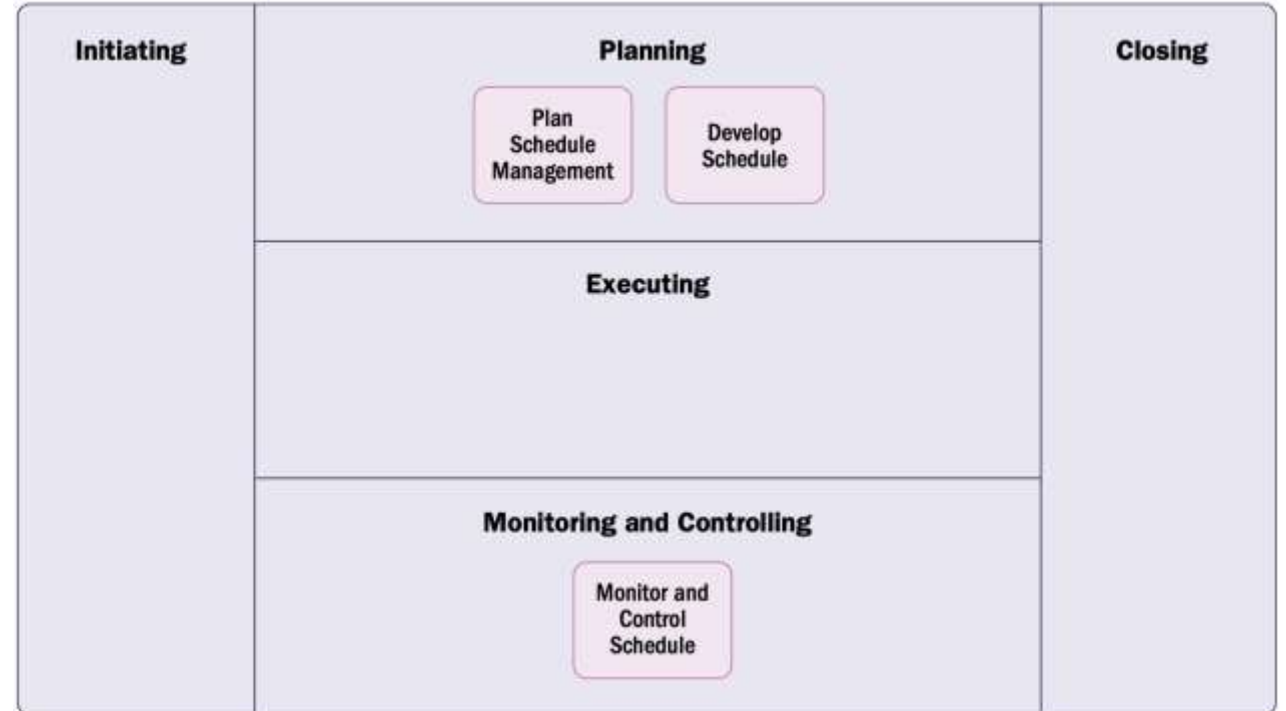 Initiating
Planning
Closing
Plan
Schedule
Management
Develop
Schedule
Executing
Monitoring and Controlling
Monitor and
Control
Schedule